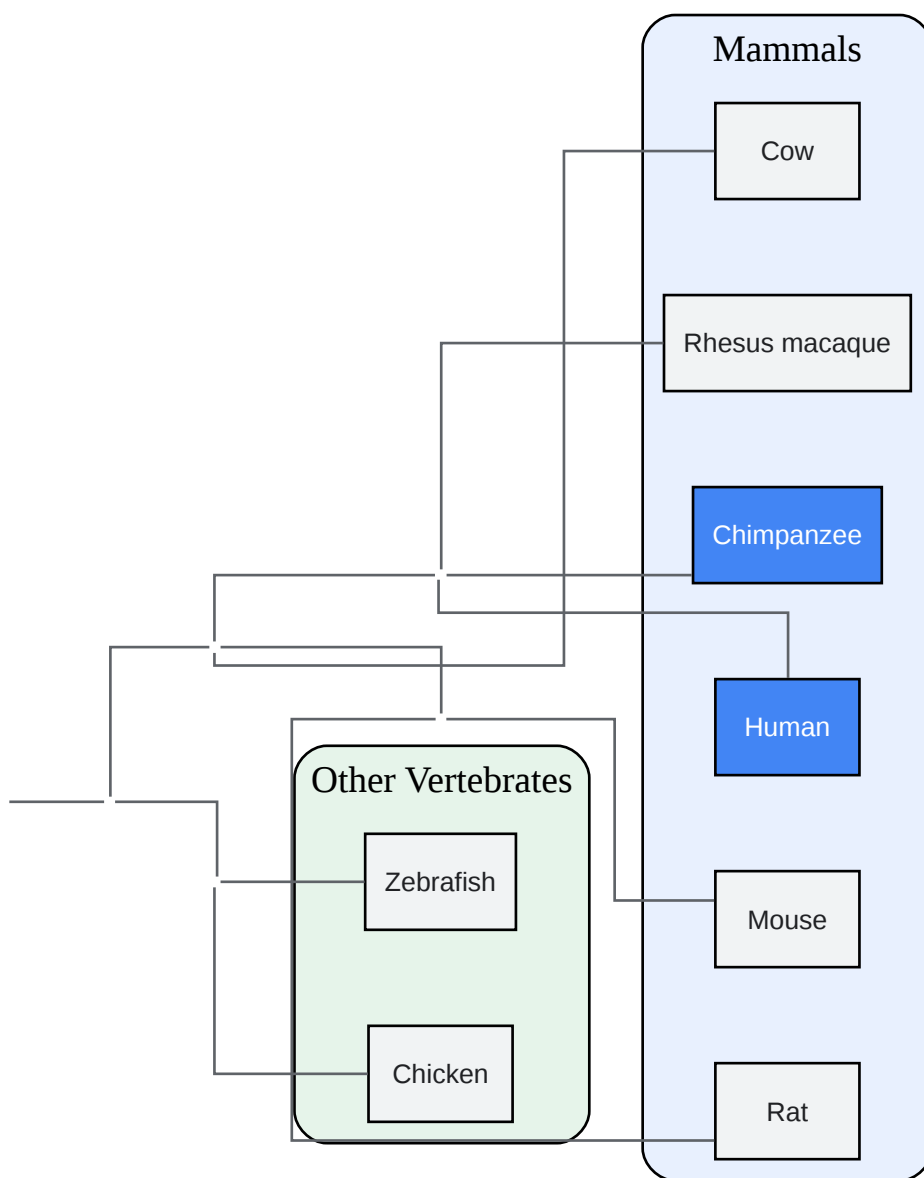 Mammals
Cow
Rhesus macaque
Chimpanzee
Human
Other Vertebrates
Zebrafish
Mouse
Chicken
Rat